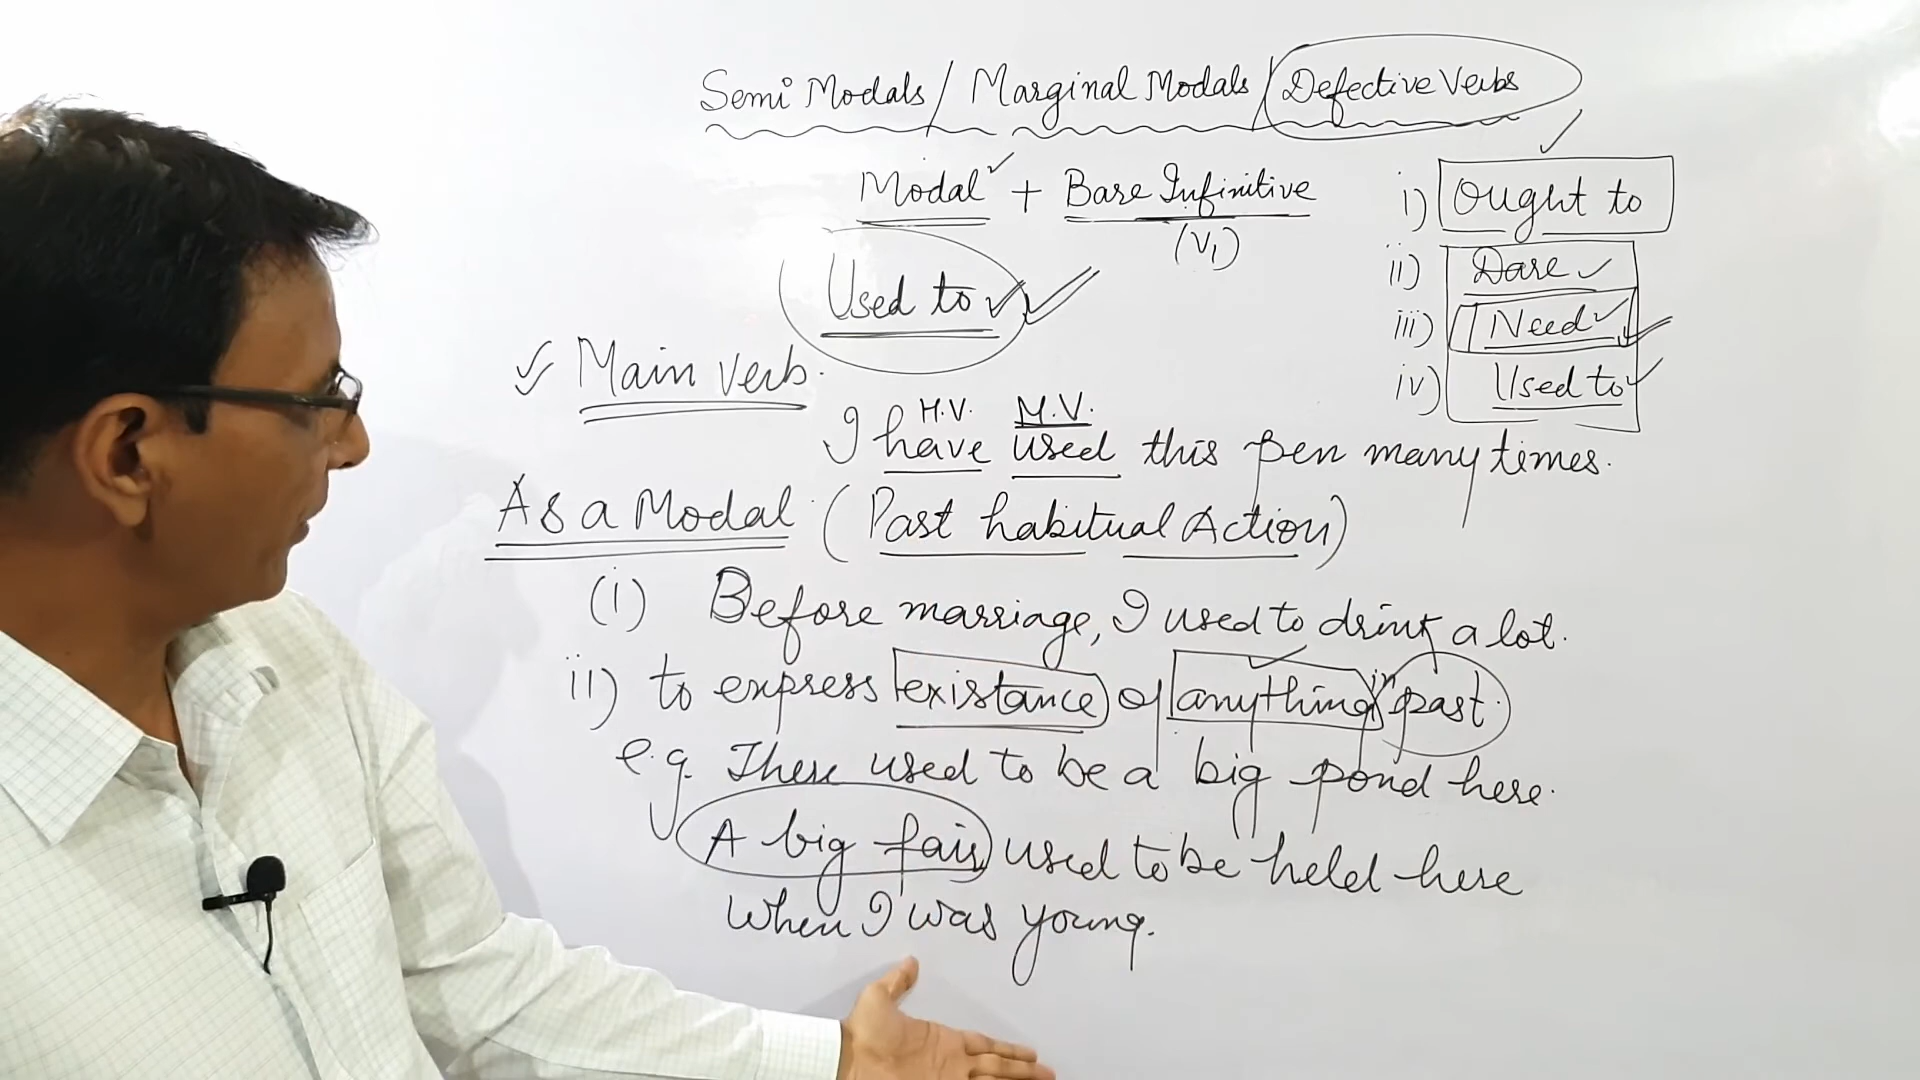 Semi Modals / Marginal Modals / Defective Verbs
Modal + Base Infinitive
(V1)
i) Ought to
ii) Dare
iii) Need
iv) Used to
Used to
Main verb.
H.V. M.V.
I have used this pen many times.
As a Modal (Past habitual Action)
(i) Before marriage, I used to drink a lot.
ii) to express existance of anything in past.
e.g. There used to be a big pond here.
A big fair used to be held here
when I was young.